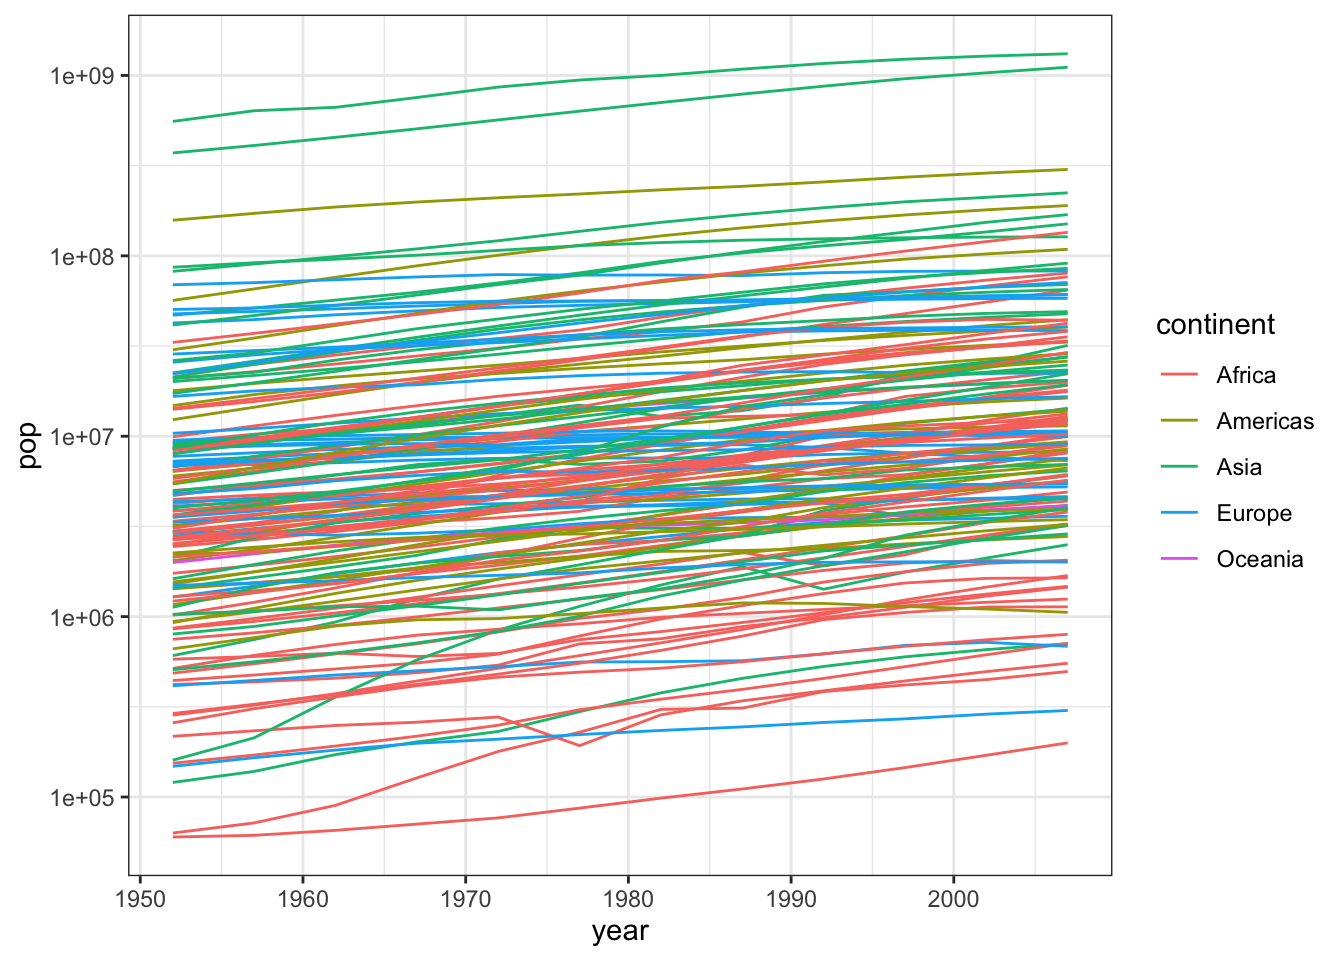 1e+09
1e+08
1e+07
1e+06
1e+05
pop
1950 1960 1970 1980 1990 2000
year
continent
Africa
Americas
Asia
Europe
Oceania